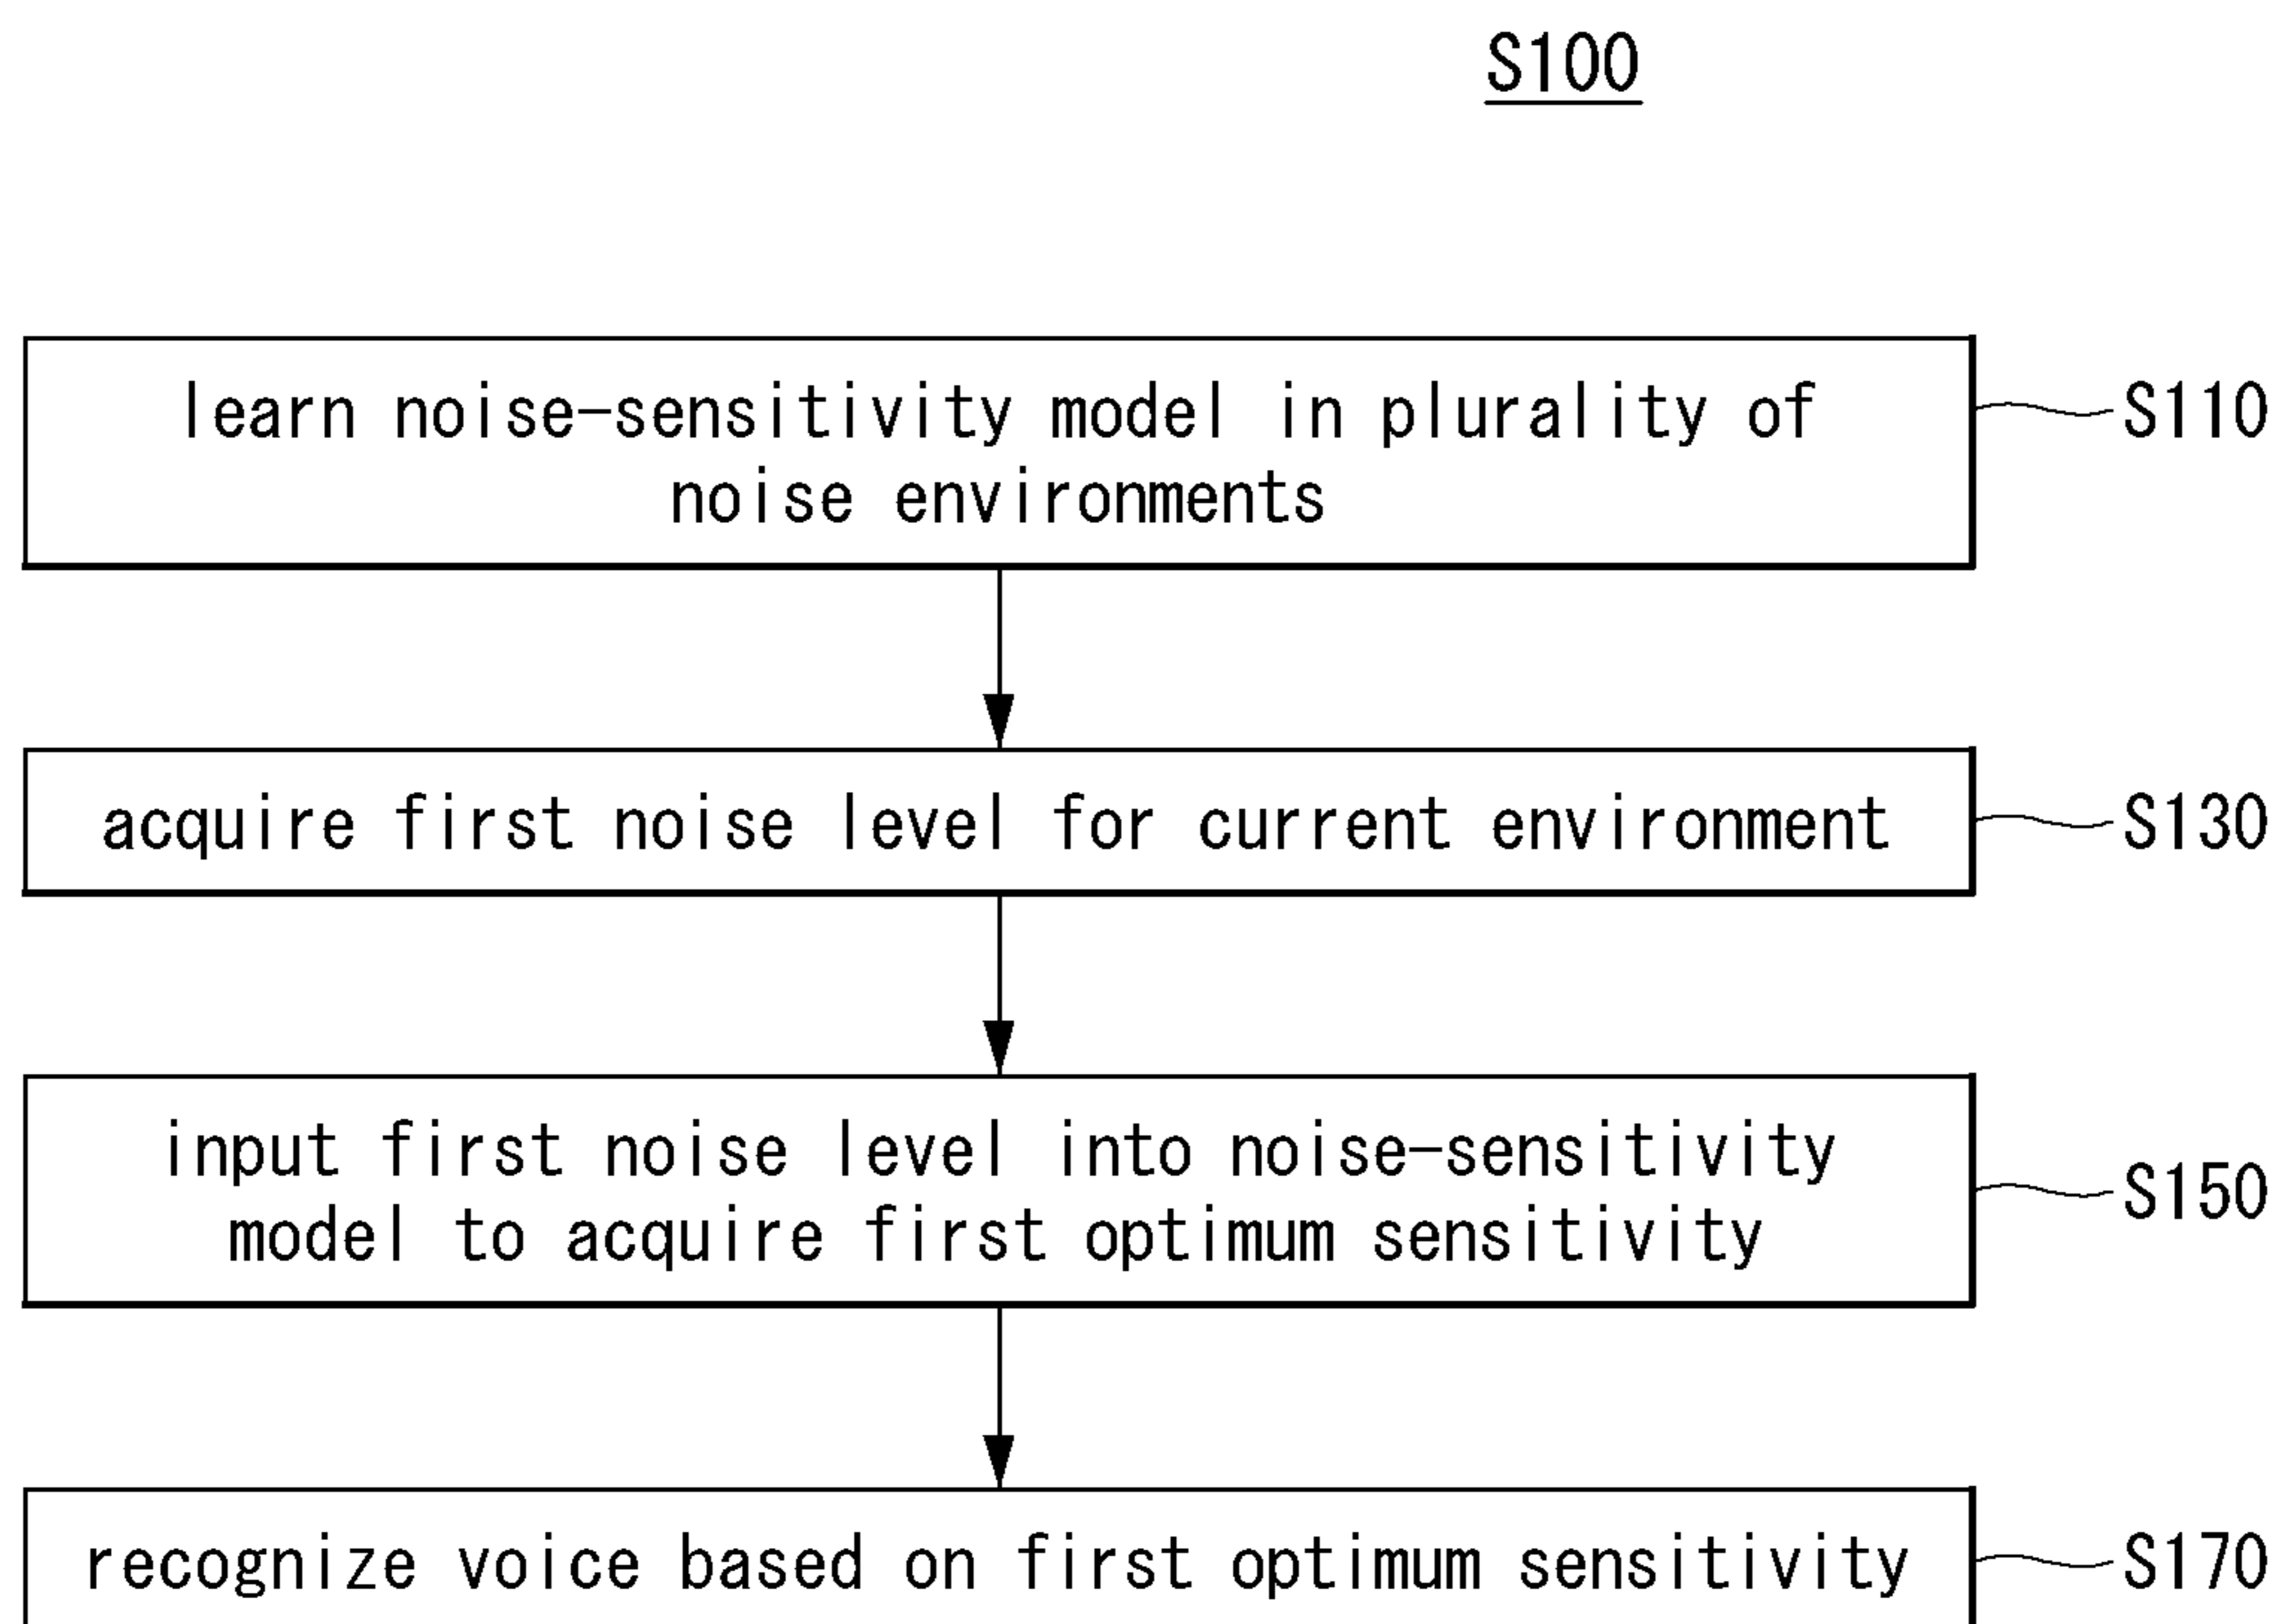 S100
learn noise-sensitivity model in plurality of
noise environments
S110
acquire first noise level for current environment
S130
input first noise level into noise-sensitivity
model to acquire first optimum sensitivity
S150
recognize voice based on first optimum sensitivity
S170